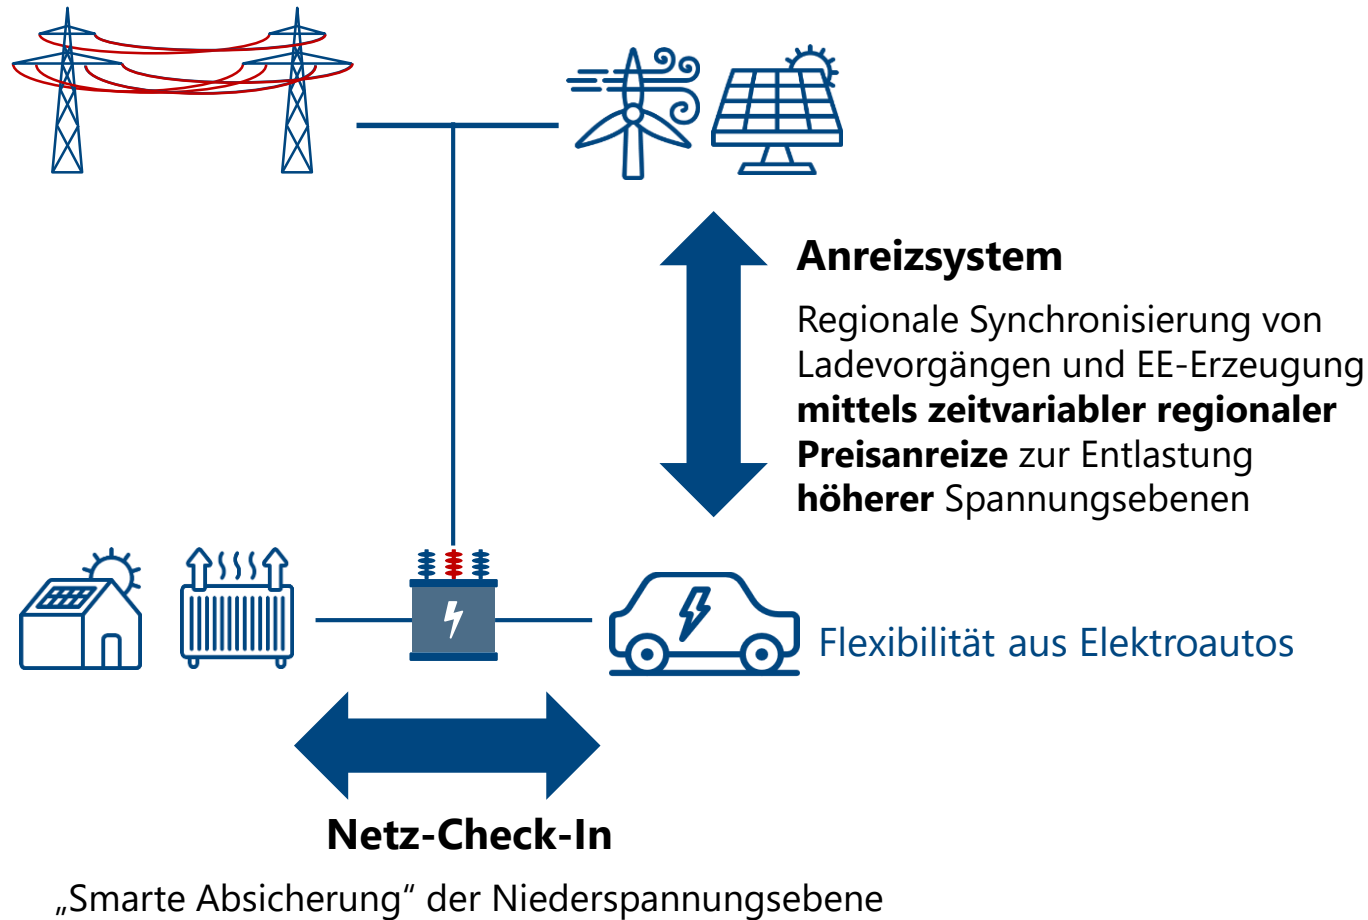 Anreizsystem
Regionale Synchronisierung von
Ladevorgängen und EE-Erzeugung
mittels zeitvariabler regionaler
Preisanreize zur Entlastung
höherer Spannungsebenen
Flexibilität aus Elektroautos
Netz-Check-In
„Smarte Absicherung“ der Niederspannungsebene